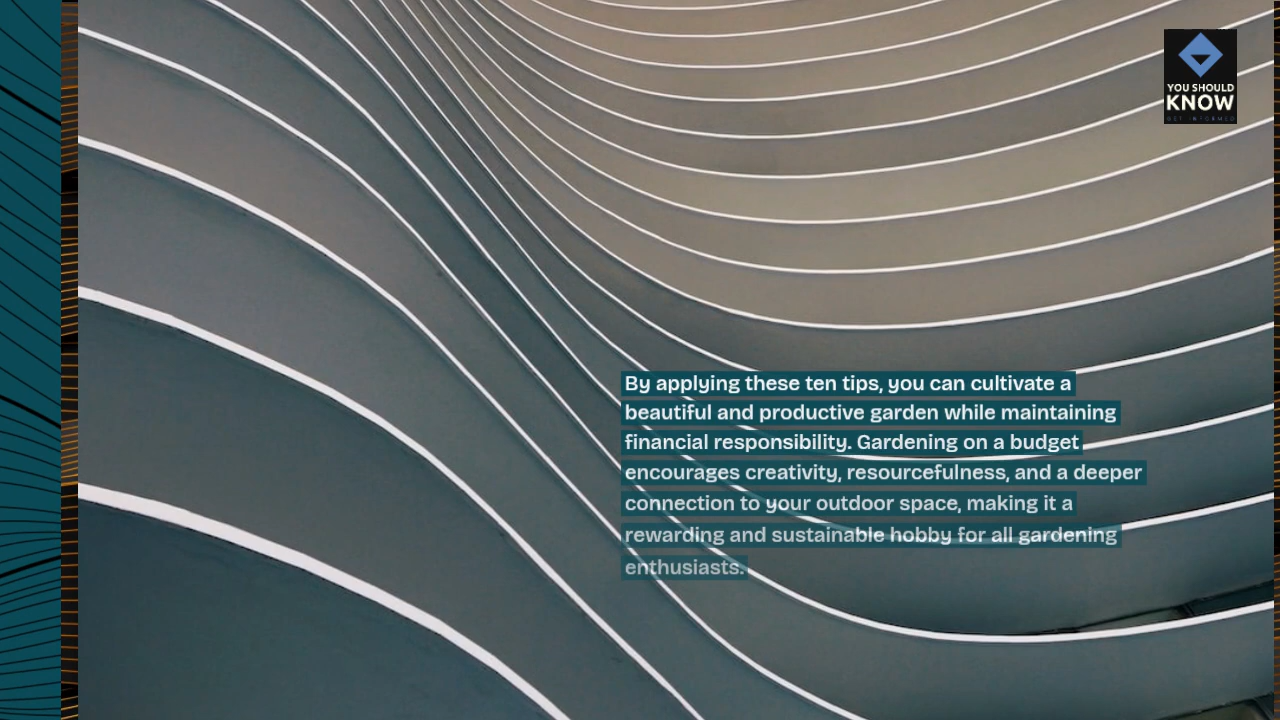 YOU SHOULD
KNOW
GET INFORMED
By applying these ten tips, you can cultivate a
beautiful and productive garden while maintaining
financial responsibility. Gardening on a budget
encourages creativity, resourcefulness, and a deeper
connection to your outdoor space, making it a
rewarding and sustainable hobby for all gardening
enthusiasts.